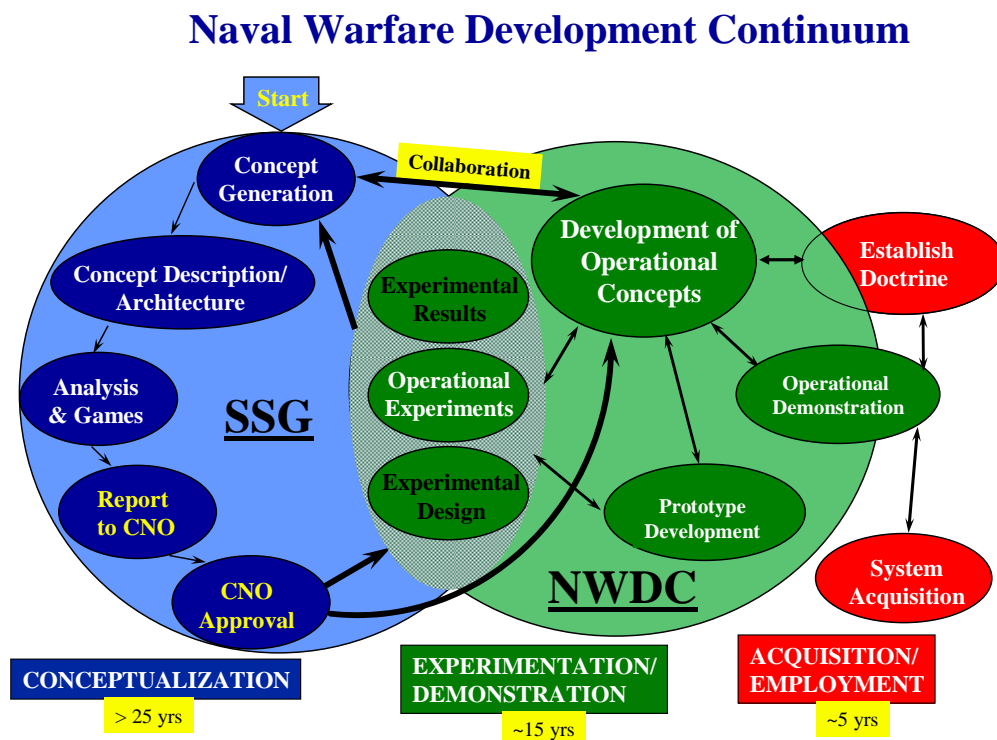 Naval Warfare Development Continuum
Start
Concept
Generation
Collaboration
Development of
Operational
Concepts
Establish
Doctrine
Concept Description/
Architecture
Experimental
Results
Analysis
& Games
SSG
Operational
Experiments
Operational
Demonstration
Report
to CNO
Experimental
Design
Prototype
Development
CNO
Approval
NWDC
System
Acquisition
CONCEPTUALIZATION
> 25 yrs
EXPERIMENTATION/
DEMONSTRATION
~15 yrs
ACQUISITION/
EMPLOYMENT
~5 yrs